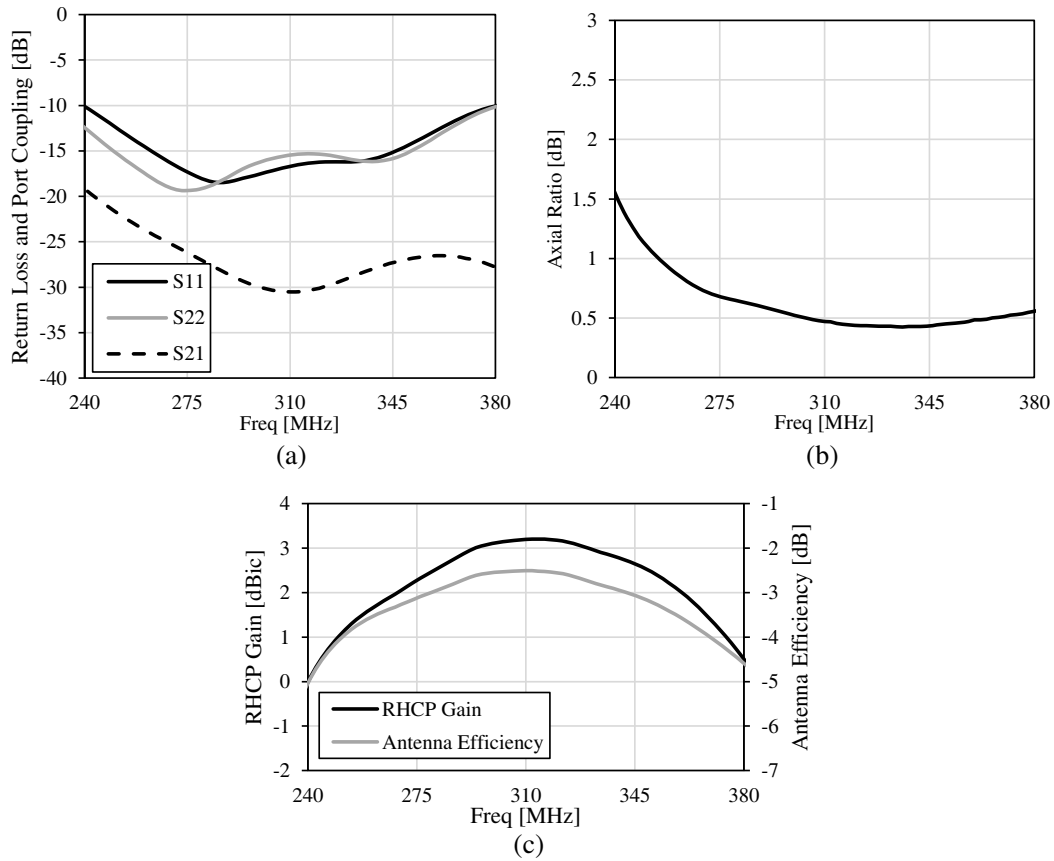 Return Loss and Port Coupling [dB]
0
-5
-10
-15
-20
-25
-30
-35
-40
S11
S22
S21
240 275 310 345 380
Freq [MHz]
(a)
Axial Ratio [dB]
3
2.5
2
1.5
1
0.5
0
240 275 310 345 380
Freq [MHz]
(b)
RHCP Gain [dBic]
4
3
2
1
0
-1
-2
RHCP Gain
Antenna Efficiency
-1
-2
-3
-4
-5
-6
-7
Antenna Efficiency [dB]
240 275 310 345 380
Freq [MHz]
(c)